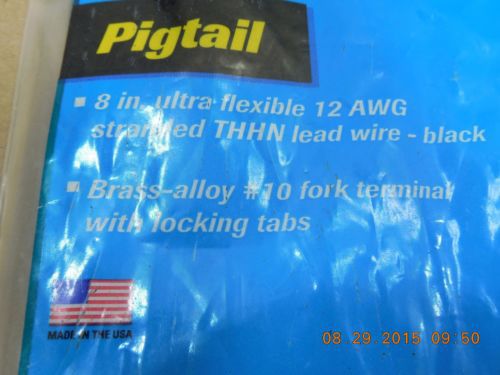 Pigtail
8 in. ultra flexible 12 AWG
stranded THHN lead wire - black
Brass-alloy #10 fork terminal
with locking tabs
MADE IN THE USA
08.29.2015 09:50